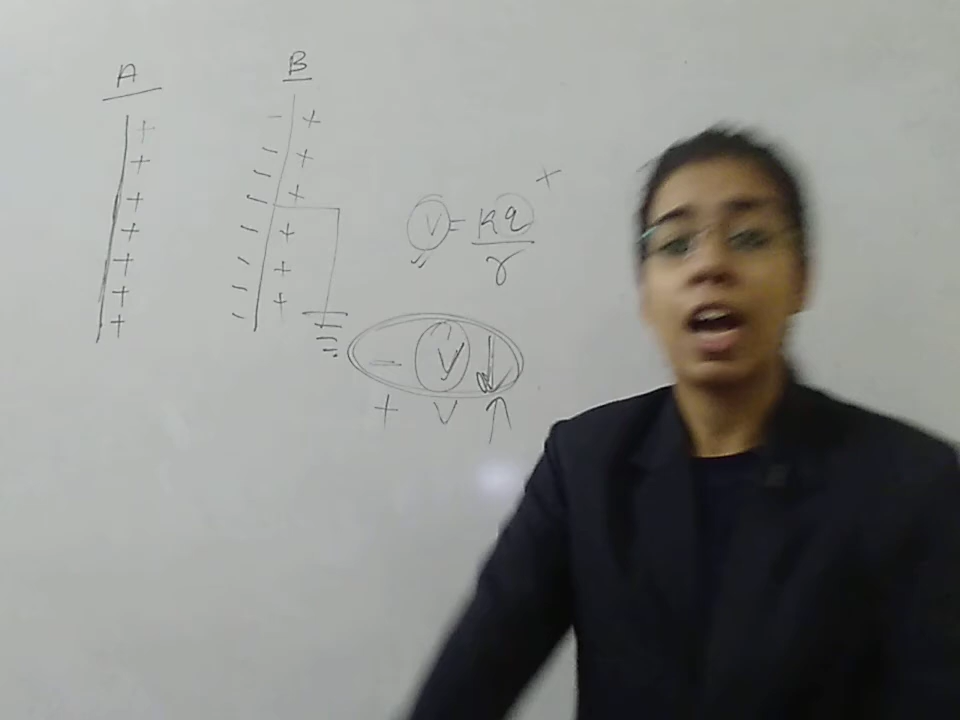 A
B
+
- +
+
- +
-
+
- +
+
- +
+
- +
-
+
- +
+
-
V = Kq +
r
- V ↓
+ V ↑